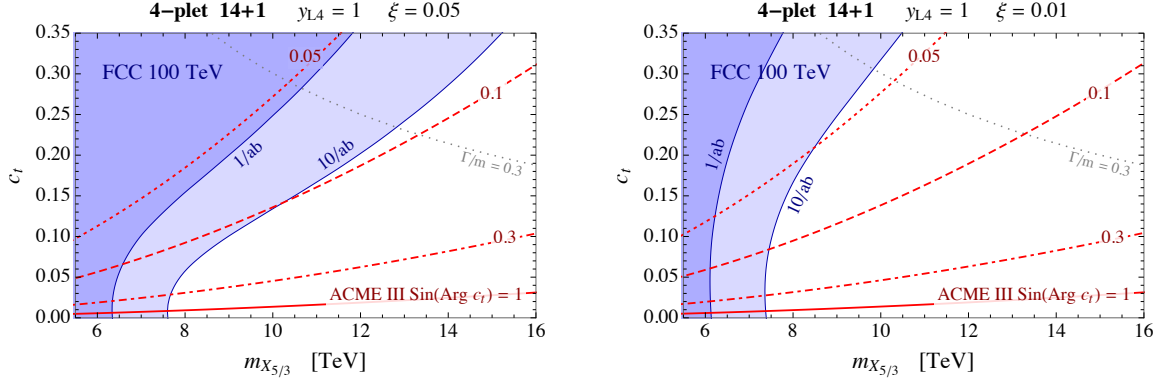 4−plet 14+1 y_L4 = 1 ξ = 0.05
0.35
0.30
0.25
0.20
0.15
0.10
0.05
0.00
c_t
FCC 100 TeV
1/ab
10/ab
0.05
0.1
Γ/m = 0.3
0.3
ACME III Sin(Arg c_t) = 1
6 8 10 12 14 16
m_X_5/3 [TeV]
4−plet 14+1 y_L4 = 1 ξ = 0.01
0.35
0.30
0.25
0.20
0.15
0.10
0.05
0.00
c_t
FCC 100 TeV
1/ab
10/ab
0.05
0.1
Γ/m = 0.3
0.3
ACME III Sin(Arg c_t) = 1
6 8 10 12 14 16
m_X_5/3 [TeV]